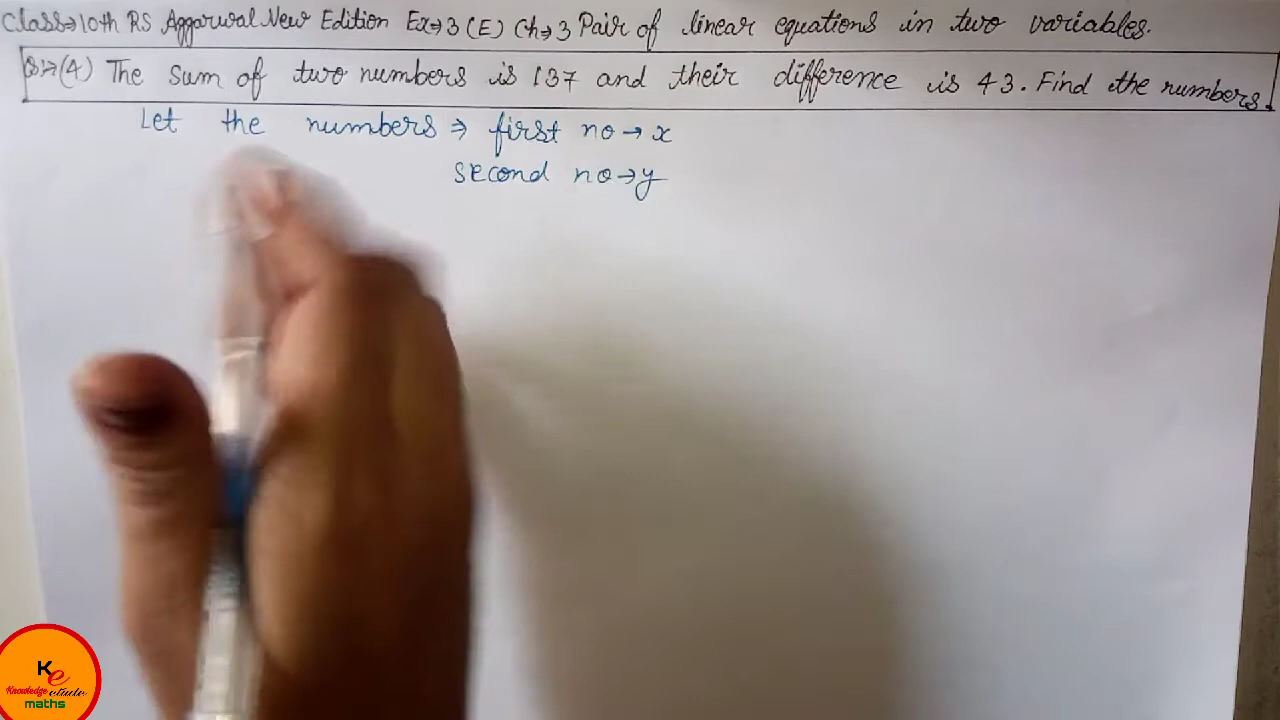 Class→10th RS Aggarwal New Edition Ex→3(E) Ch→3 Pair of linear equations in two variables.
Q:→(4) The sum of two numbers is 137 and their difference is 43. Find the numbers.
Let the numbers ⇒ first no→x
second no→y
Ke
Knowledge
maths